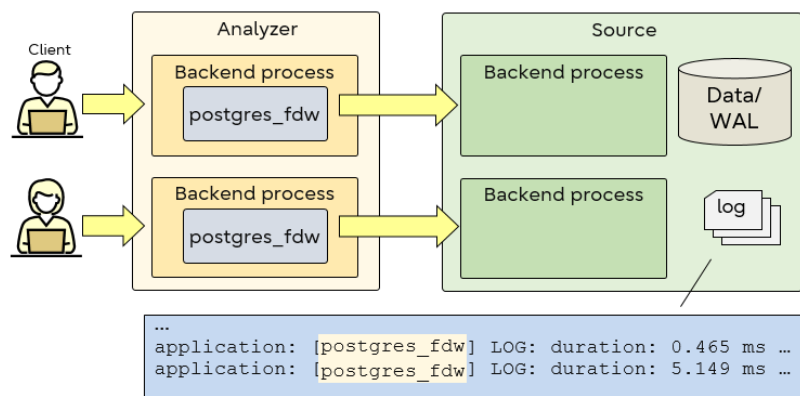 Analyzer
Source
Client
Backend process
postgres_fdw
Backend process
Data/
WAL
Backend process
postgres_fdw
Backend process
log
...
application: [postgres_fdw] LOG: duration: 0.465 ms ...
application: [postgres_fdw] LOG: duration: 5.149 ms ...